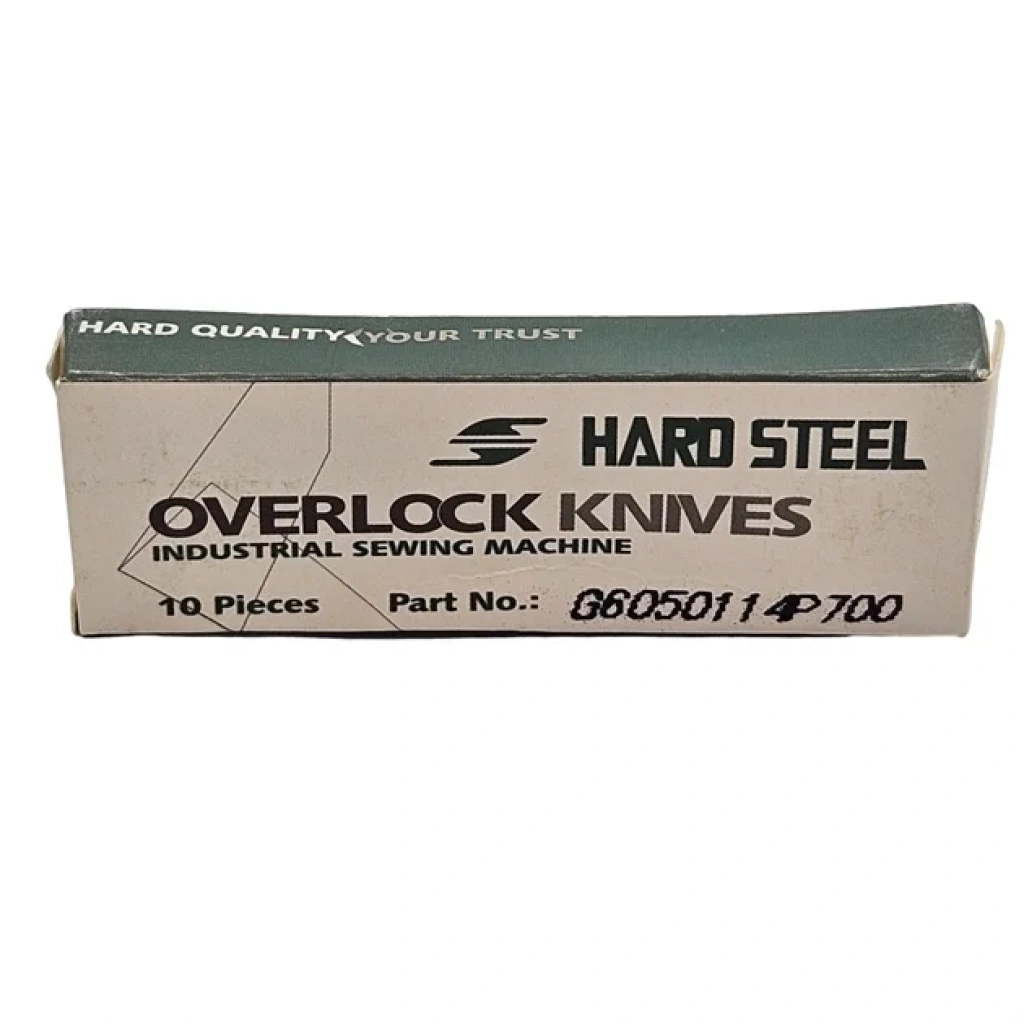 HARD QUALITY YOUR TRUST
HARD STEEL
OVERLOCK KNIVES
INDUSTRIAL SEWING MACHINE
10 Pieces Part No.: G6050114P700